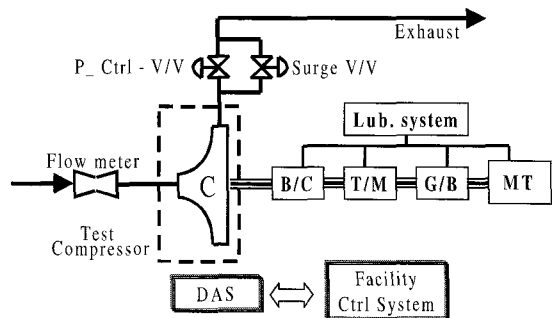 Exhaust
P_ Ctrl - V/V
Surge V/V
Lub. system
Flow meter
C
B/C
T/M
G/B
MT
Test
Compressor
DAS
Facility
Ctrl System